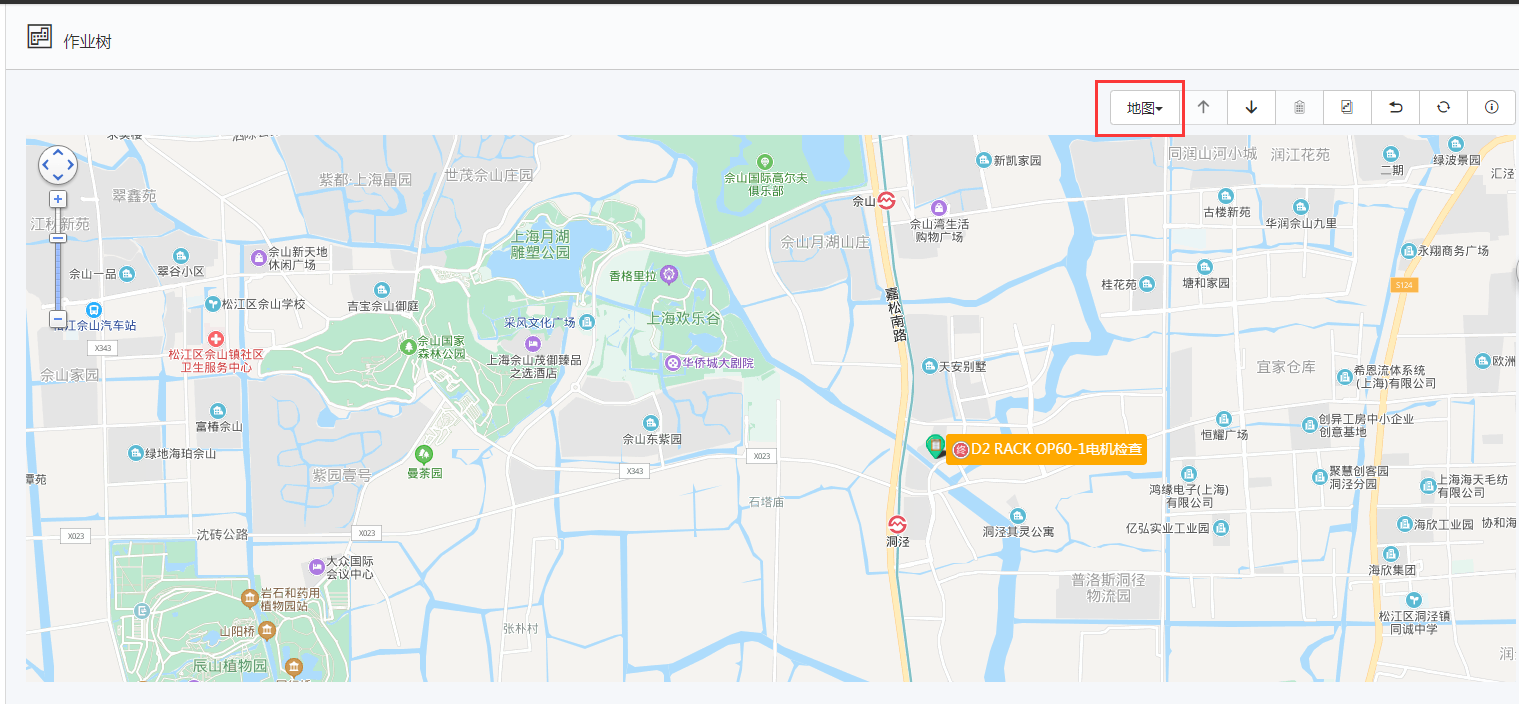 作业树
地图
同润山河小城
润江花苑
二期
绿波景园
新凯家园
汇泾
佘山国际高尔夫
俱乐部
紫都·上海晶园
世茂佘山庄园
翠鑫苑
佘山
古楼新苑
华润佘山九里
江秋新苑
佘山湾生活
购物广场
上海月湖
雕塑公园
佘山月湖山庄
佘山新天地
休闲广场
永翔商务广场
佘山一品
翠谷小区
香格里拉
桂花苑
塘和家园
S124
吉宝佘山御庭
松江区佘山学校
嘉松南路
松江佘山汽车站
采风文化广场
上海欢乐谷
X343
佘山国家
森林公园
松江区佘山镇社区
卫生服务中心
上海佘山茂御臻品
之选酒店
华侨城大剧院
天安别墅
宜家仓库
欧洲
佘山家园
希恩流体系统
(上海)有限公司
富椿佘山
佘山东紫园
恒耀广场
创异工房中小企业
创意基地
绿地海珀佘山
X023
终
D2 RACK OP60-1电机检查
曼荼园
X343
紫园壹号
聚慧创客园
洞泾分园
上海海天毛纺
有限公司
鸿缘电子(上海)
有限公司
石塔庙
洞泾
洞泾其灵公寓
亿弘实业工业园
海欣工业园
协和海
X023
沈砖公路
X023
大众国际
会议中心
海欣集团
普洛斯洞泾
物流园
岩石和药用
植物园站
山阳桥
张朴村
松江区洞泾镇
同诚中学
辰山植物园
润